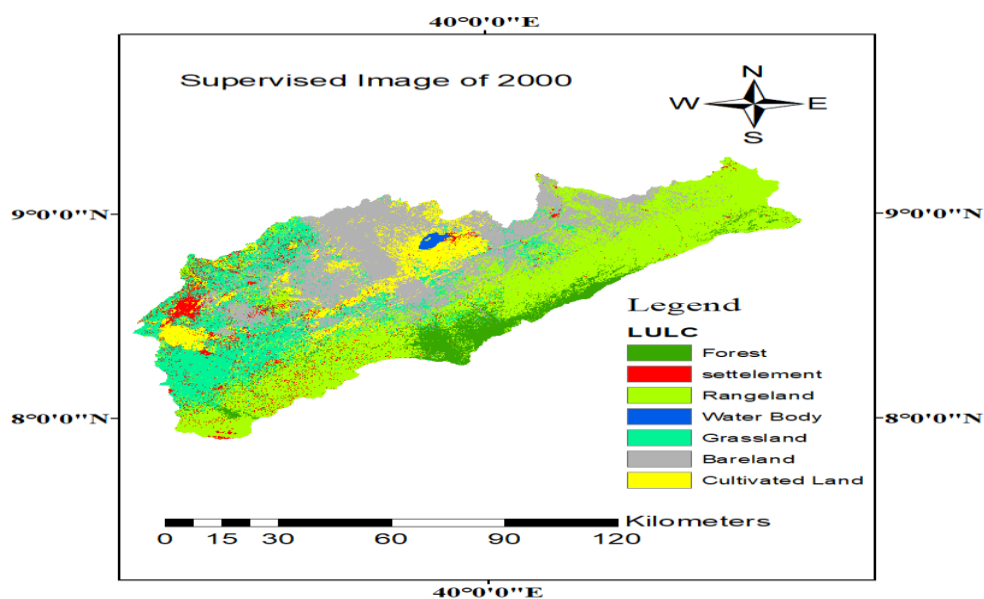 40°0'0"E
Supervised Image of 2000
N
W E
S
9°0'0"N 9°0'0"N
Legend
LULC
Forest
settelement
Rangeland
8°0'0"N Water Body 8°0'0"N
Grassland
Bareland
Cultivated Land
Kilometers
0 15 30 60 90 120
40°0'0"E